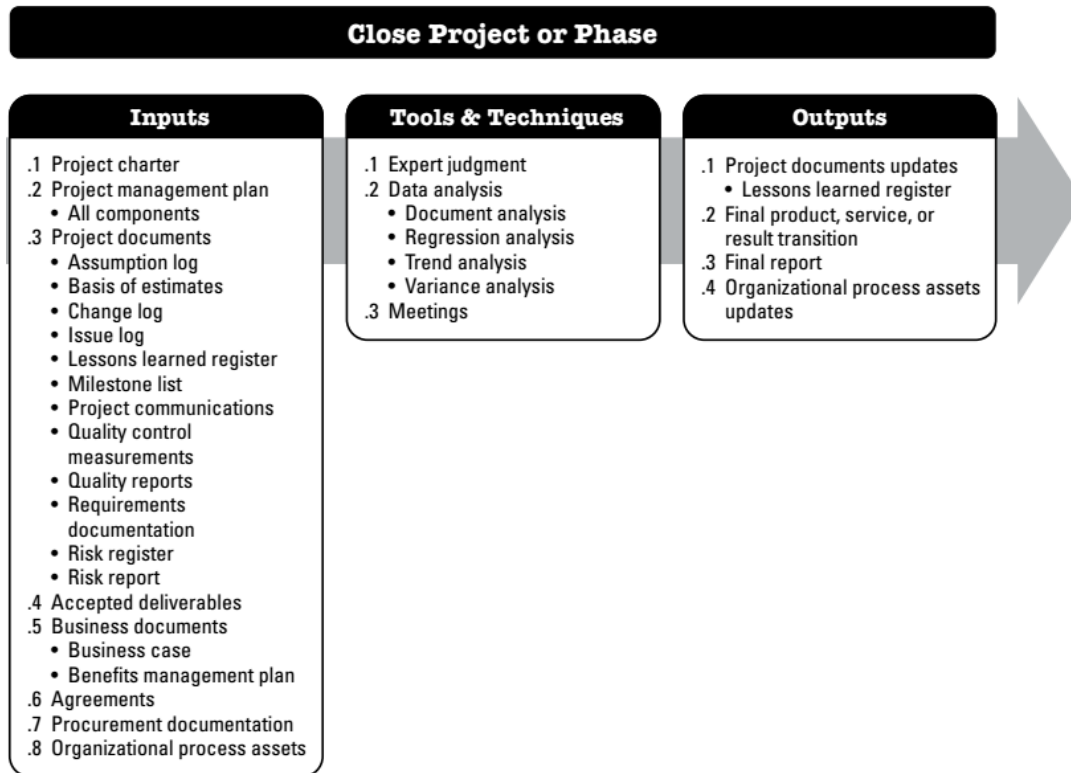 Close Project or Phase
Inputs
.1 Project charter
.2 Project management plan
• All components
.3 Project documents
• Assumption log
• Basis of estimates
• Change log
• Issue log
• Lessons learned register
• Milestone list
• Project communications
• Quality control
measurements
• Quality reports
• Requirements
documentation
• Risk register
• Risk report
.4 Accepted deliverables
.5 Business documents
• Business case
• Benefits management plan
.6 Agreements
.7 Procurement documentation
.8 Organizational process assets
Tools & Techniques
.1 Expert judgment
.2 Data analysis
• Document analysis
• Regression analysis
• Trend analysis
• Variance analysis
.3 Meetings
Outputs
.1 Project documents updates
• Lessons learned register
.2 Final product, service, or
result transition
.3 Final report
.4 Organizational process assets
updates